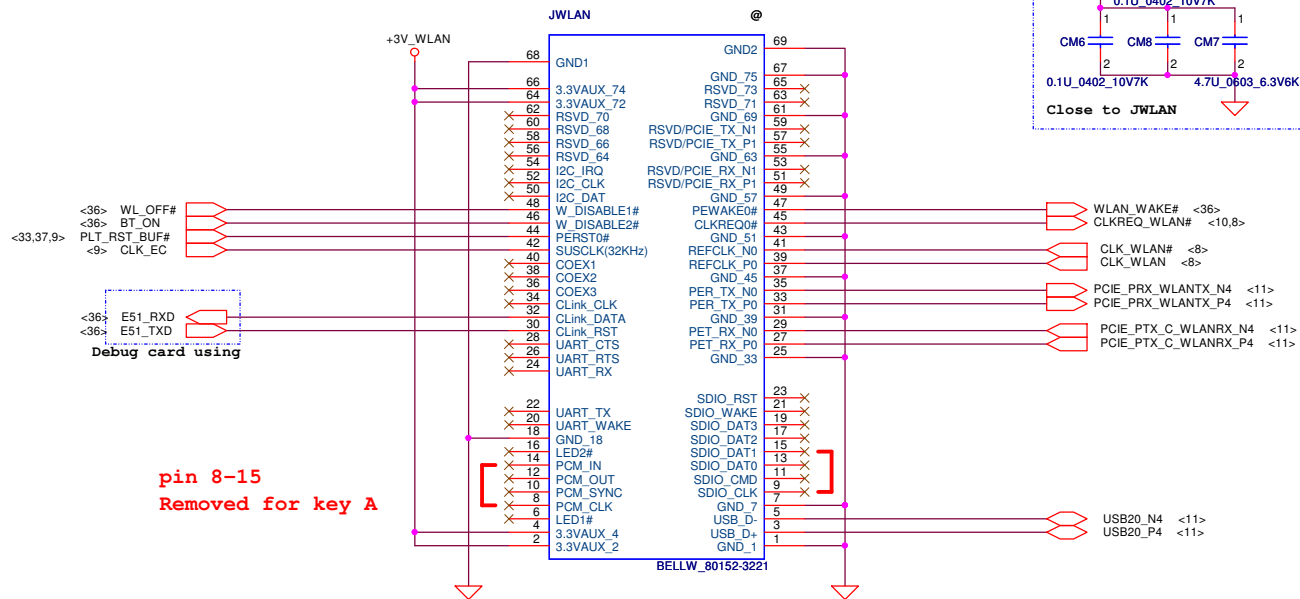 JWLAN
@
0.1U_0402_10V7K
+3V_WLAN
1
1
1
CM6
CM8
CM7
2
2
2
0.1U_0402_10V7K
4.7U_0603_6.3V6K
Close to JWLAN
68 GND1
GND2 69
66 3.3VAUX_74
GND_75 67
64 3.3VAUX_72
RSVD_73 65
62 RSVD_70
RSVD_71 63
60 RSVD_68
GND_69 61
58 RSVD_66
RSVD/PCIE_TX_N1 59
56 RSVD_64
RSVD/PCIE_TX_P1 57
54 I2C_IRQ
GND_63 55
52 I2C_CLK
RSVD/PCIE_RX_N1 53
50 I2C_DAT
RSVD/PCIE_RX_P1 51
GND_57 49
<36> WL_OFF# 48 W_DISABLE1#
PEWAKE0# 47 WLAN_WAKE# <36>
<36> BT_ON 46 W_DISABLE2#
CLKREQ0# 45 CLKREQ_WLAN# <10,8>
<33,37,9> PLT_RST_BUF# 44 PERST0#
GND_51 43
<9> CLK_EC 42 SUSCLK(32KHz)
REFCLK_N0 41 CLK_WLAN# <8>
40 COEX1
REFCLK_P0 39 CLK_WLAN <8>
38 COEX2
GND_45 37
36 COEX3
PER_TX_N0 35 PCIE_PRX_WLANTX_N4 <11>
34 CLink_CLK
PER_TX_P0 33 PCIE_PRX_WLANTX_P4 <11>
<36> E51_RXD 32 CLink_DATA
GND_39 31
<36> E51_TXD 30 CLink_RST
PET_RX_N0 29 PCIE_PTX_C_WLANRX_N4 <11>
28 UART_CTS
PET_RX_P0 27 PCIE_PTX_C_WLANRX_P4 <11>
Debug card using
26 UART_RTS
GND_33 25
24 UART_RX
SDIO_RST 23
22 UART_TX
SDIO_WAKE 21
20 UART_WAKE
SDIO_DAT3 19
18 GND_18
SDIO_DAT2 17
16 LED2#
SDIO_DAT1 15
14 PCM_IN
SDIO_DAT0 13
12 PCM_OUT
SDIO_CMD 11
10 PCM_SYNC
SDIO_CLK 9
8 PCM_CLK
GND_7 7
6 LED1#
USB_D- 5 USB20_N4 <11>
4 3.3VAUX_4
USB_D+ 3 USB20_P4 <11>
2 3.3VAUX_2
GND_1 1
pin 8-15
Removed for key A
BELLW_80152-3221